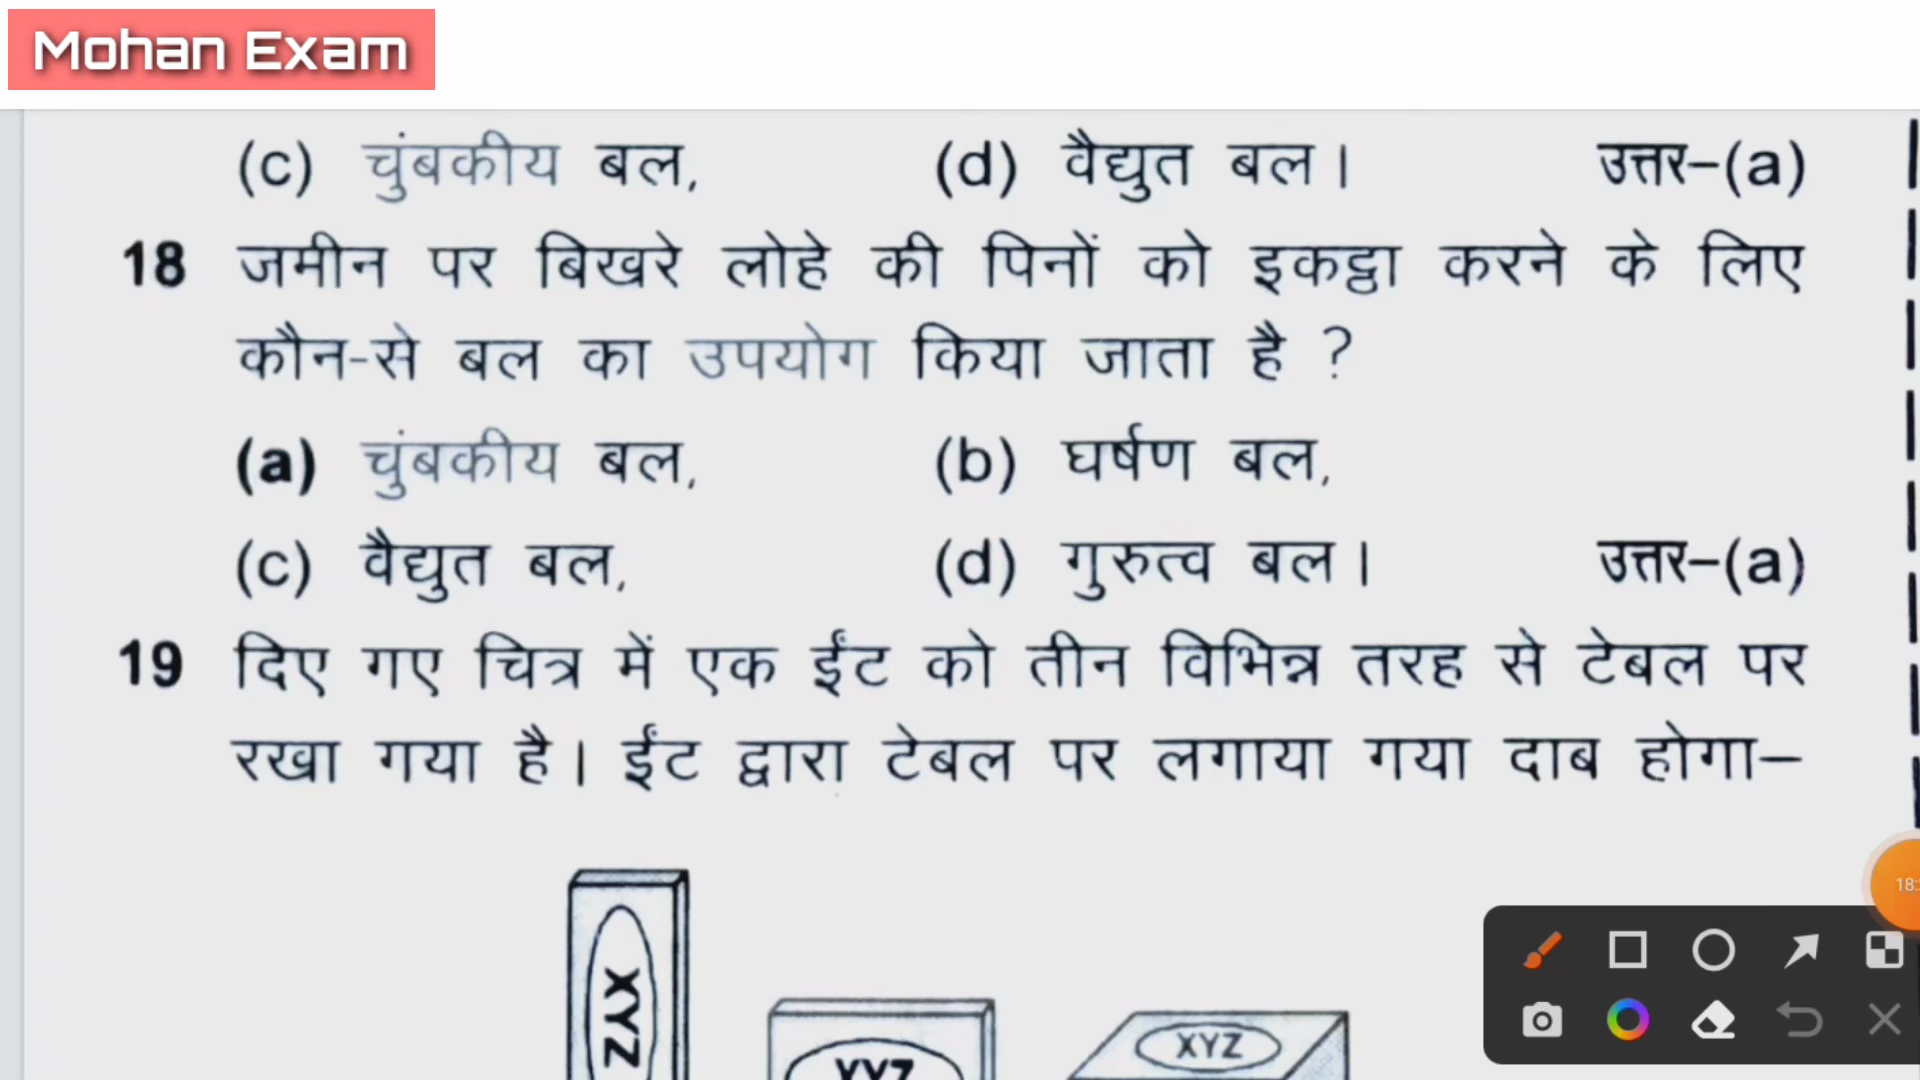 Mohan Exam
(c) चुंबकीय बल, (d) वैद्युत बल। उत्तर–(a)
18 जमीन पर बिखरे लोहे की पिनों को इकट्ठा करने के लिए
कौन-से बल का उपयोग किया जाता है ?
(a) चुंबकीय बल, (b) घर्षण बल,
(c) वैद्युत बल, (d) गुरुत्व बल। उत्तर–(a)
19 दिए गए चित्र में एक ईंट को तीन विभिन्न तरह से टेबल पर
रखा गया है। ईंट द्वारा टेबल पर लगाया गया दाब होगा–
XYZ
XYZ
XYZ